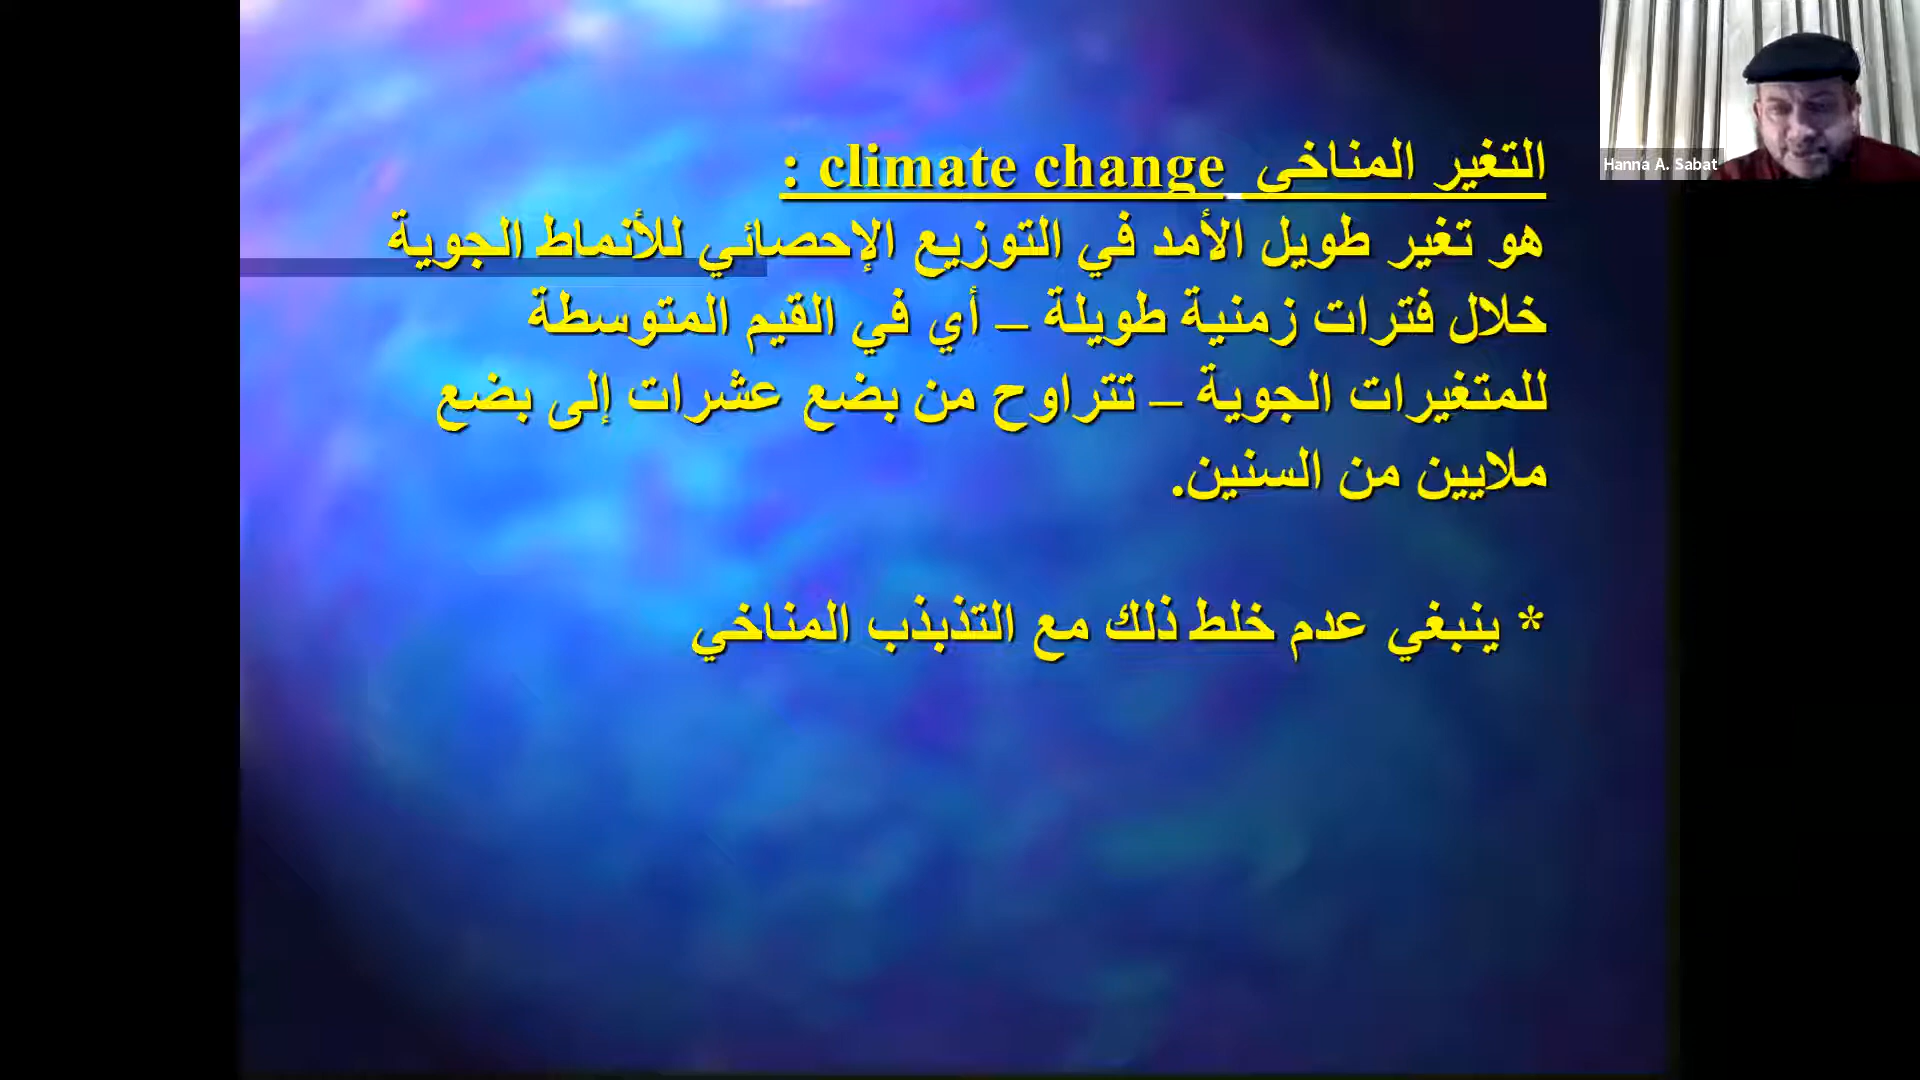 التغير المناخي climate change :
هو تغير طويل الأمد في التوزيع الإحصائي للأنماط الجوية
خلال فترات زمنية طويلة – أي في القيم المتوسطة
للمتغيرات الجوية – تتراوح من بضع عشرات إلى بضع
ملايين من السنين.
* ينبغي عدم خلط ذلك مع التذبذب المناخي
Hanna A. Sabat